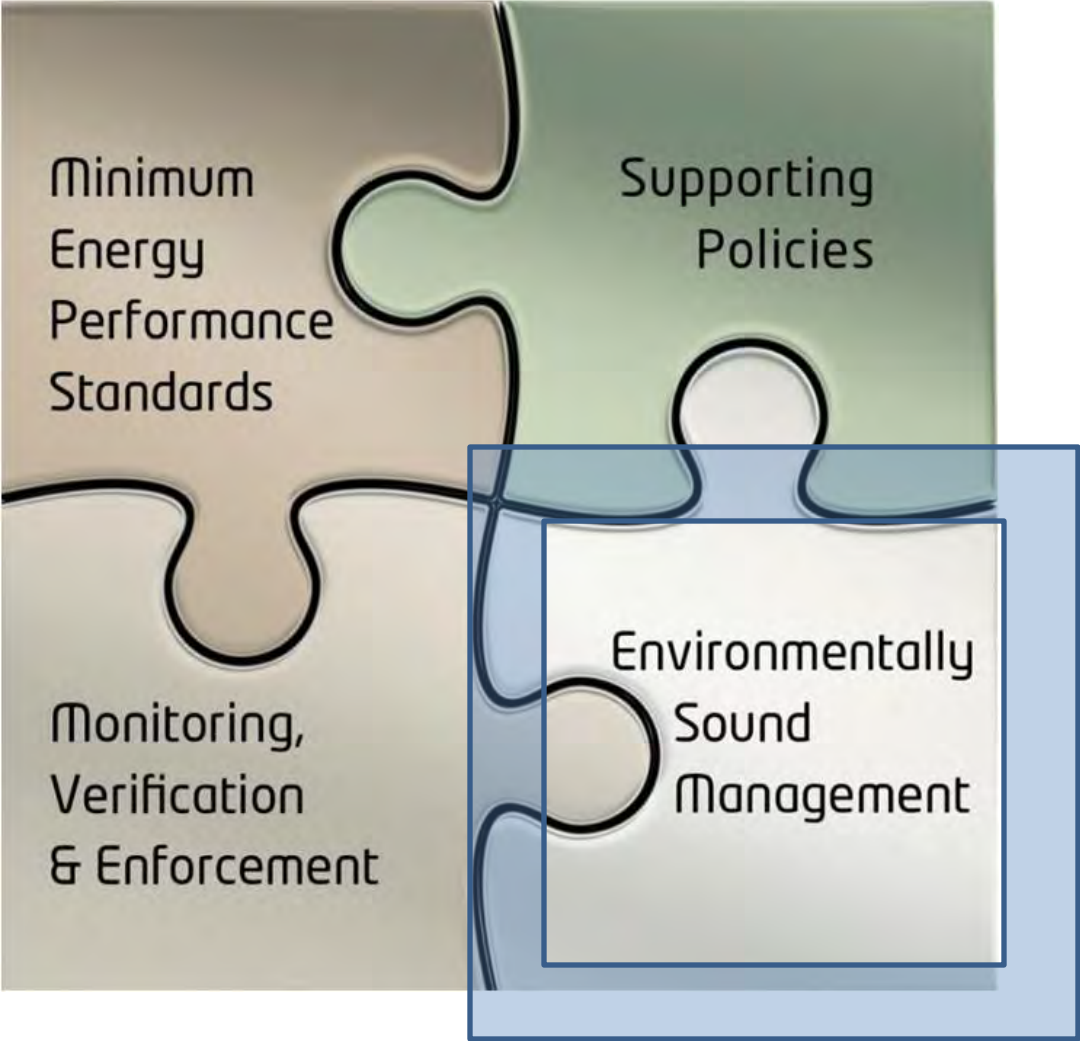 Minimum
Energy
Performance
Standards
Supporting
Policies
Monitoring,
Verification
& Enforcement
Environmentally
Sound
Management